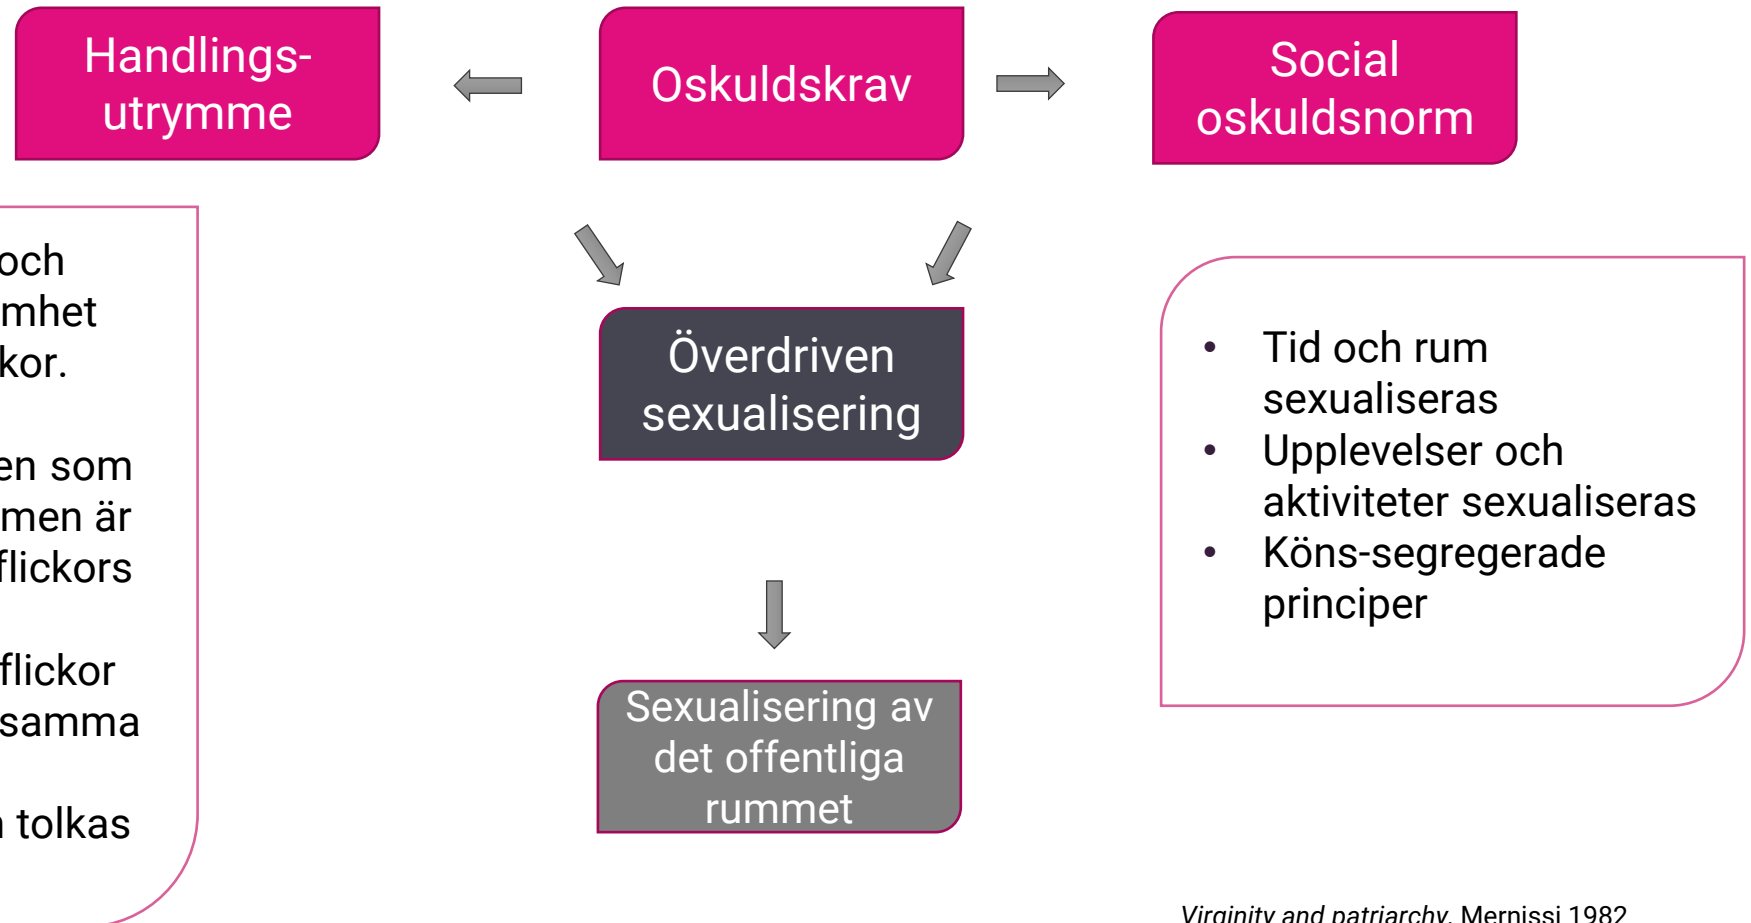 Handlings-
utrymme
Oskuldskrav
Social
oskuldsnorm
och
kor.
en som
men är
flickors
flickor
samma
tolkas
Överdriven
sexualisering
Sexualisering av
det offentliga
rummet
• Tid och rum
sexualiseras
• Upplevelser och
aktiviteter sexualiseras
• Köns-segregerade
principer
Virginity and patriarchy, Mernissi 1982